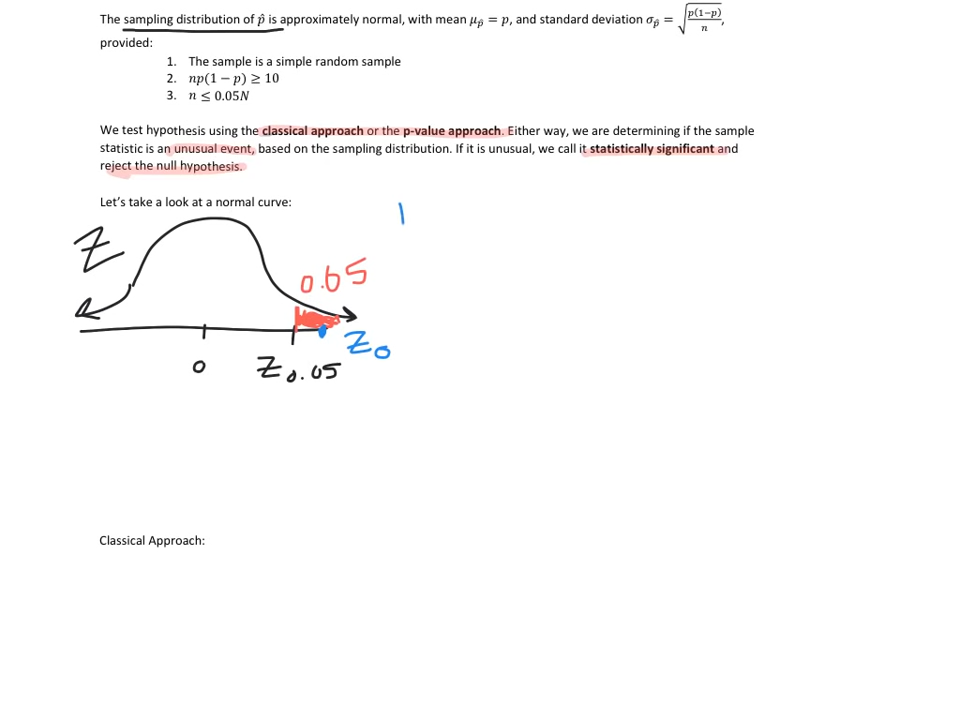 The sampling distribution of p̂ is approximately normal, with mean μp̂ = p, and standard deviation σp̂ = √(p(1−p)/n),
provided:
1. The sample is a simple random sample
2. np(1 − p) ≥ 10
3. n ≤ 0.05N
We test hypothesis using the classical approach or the p-value approach. Either way, we are determining if the sample
statistic is an unusual event, based on the sampling distribution. If it is unusual, we call it statistically significant and
reject the null hypothesis.
Let's take a look at a normal curve:
Z
0.05
Z0
0 Z0.05
Classical Approach: